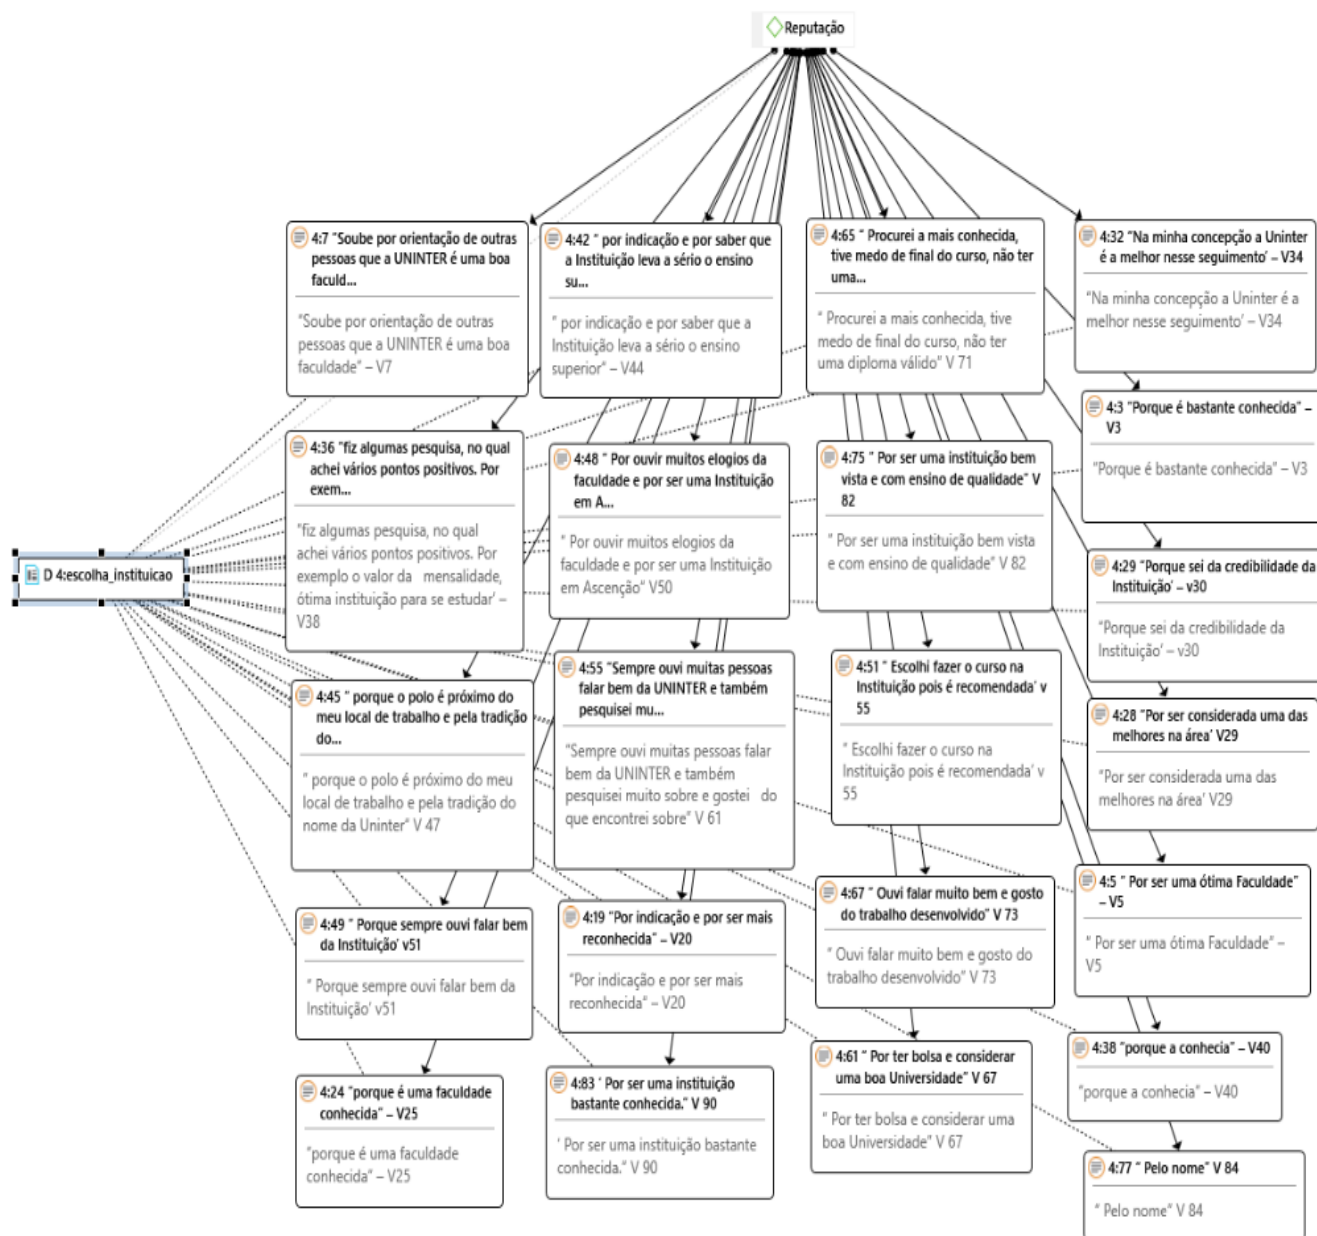 Reputação
4:7 "Soube por orientação de outras
pessoas que a UNINTER é uma boa
faculd...
"Soube por orientação de outras
pessoas que a UNINTER é uma boa
faculdade" – V7
4:42 " por indicação e por saber que
a Instituição leva a sério o ensino
su...
" por indicação e por saber que a
Instituição leva a sério o ensino
superior" – V44
4:65 " Procurei a mais conhecida,
tive medo de final do curso, não ter
uma...
" Procurei a mais conhecida, tive
medo de final do curso, não ter
uma diploma válido" V 71
4:32 "Na minha concepção a Uninter
é a melhor nesse seguimento' – V34
"Na minha concepção a Uninter é a
melhor nesse seguimento' – V34
4:3 "Porque é bastante conhecida" –
V3
"Porque é bastante conhecida" – V3
4:36 "fiz algumas pesquisa, no qual
achei vários pontos positivos. Por
exem...
"fiz algumas pesquisa, no qual
achei vários pontos positivos. Por
exemplo o valor da mensalidade,
ótima instituição para se estudar' –
V38
4:48 " Por ouvir muitos elogios da
faculdade e por ser uma Instituição
em A...
" Por ouvir muitos elogios da
faculdade e por ser uma Instituição
em Ascenção" V50
4:75 " Por ser uma instituição bem
vista e com ensino de qualidade" V
82
" Por ser uma instituição bem vista
e com ensino de qualidade" V 82
4:29 "Porque sei da credibilidade da
Instituição' – v30
"Porque sei da credibilidade da
Instituição' – v30
D 4:escolha_instituicao
4:45 " porque o polo é próximo do
meu local de trabalho e pela tradição
do...
" porque o polo é próximo do meu
local de trabalho e pela tradição do
nome da Uninter" V 47
4:55 "Sempre ouvi muitas pessoas
falar bem da UNINTER e também
pesquisei mu...
"Sempre ouvi muitas pessoas falar
bem da UNINTER e também
pesquisei muito sobre e gostei do
que encontrei sobre" V 61
4:51 " Escolhi fazer o curso na
Instituição pois é recomendada' v
55
" Escolhi fazer o curso na
Instituição pois é recomendada' v
55
4:28 "Por ser considerada uma das
melhores na área' V29
"Por ser considerada uma das
melhores na área' V29
4:49 " Porque sempre ouvi falar bem
da Instituição' v51
" Porque sempre ouvi falar bem da
Instituição' v51
4:19 "Por indicação e por ser mais
reconhecida" – V20
"Por indicação e por ser mais
reconhecida" – V20
4:67 " Ouvi falar muito bem e gosto
do trabalho desenvolvido" V 73
" Ouvi falar muito bem e gosto do
trabalho desenvolvido" V 73
4:5 " Por ser uma ótima Faculdade"
– V5
" Por ser uma ótima Faculdade" –
V5
4:24 "porque é uma faculdade
conhecida" – V25
"porque é uma faculdade
conhecida" – V25
4:83 ' Por ser uma instituição
bastante conhecida." V 90
' Por ser uma instituição bastante
conhecida." V 90
4:61 " Por ter bolsa e considerar
uma boa Universidade" V 67
" Por ter bolsa e considerar uma
boa Universidade" V 67
4:38 "porque a conhecia" – V40
"porque a conhecia" – V40
4:77 " Pelo nome" V 84
" Pelo nome" V 84